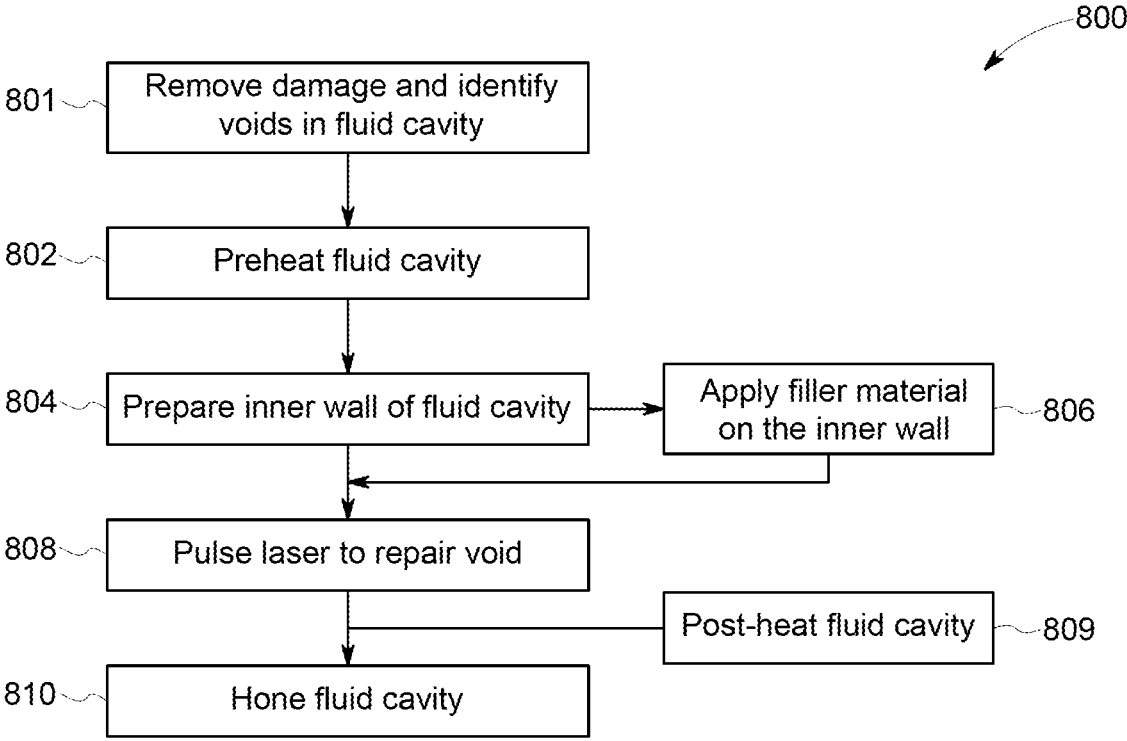 800
801
Remove damage and identify
voids in fluid cavity
802
Preheat fluid cavity
804
Prepare inner wall of fluid cavity
Apply filler material
on the inner wall
806
808
Pulse laser to repair void
Post-heat fluid cavity
809
810
Hone fluid cavity